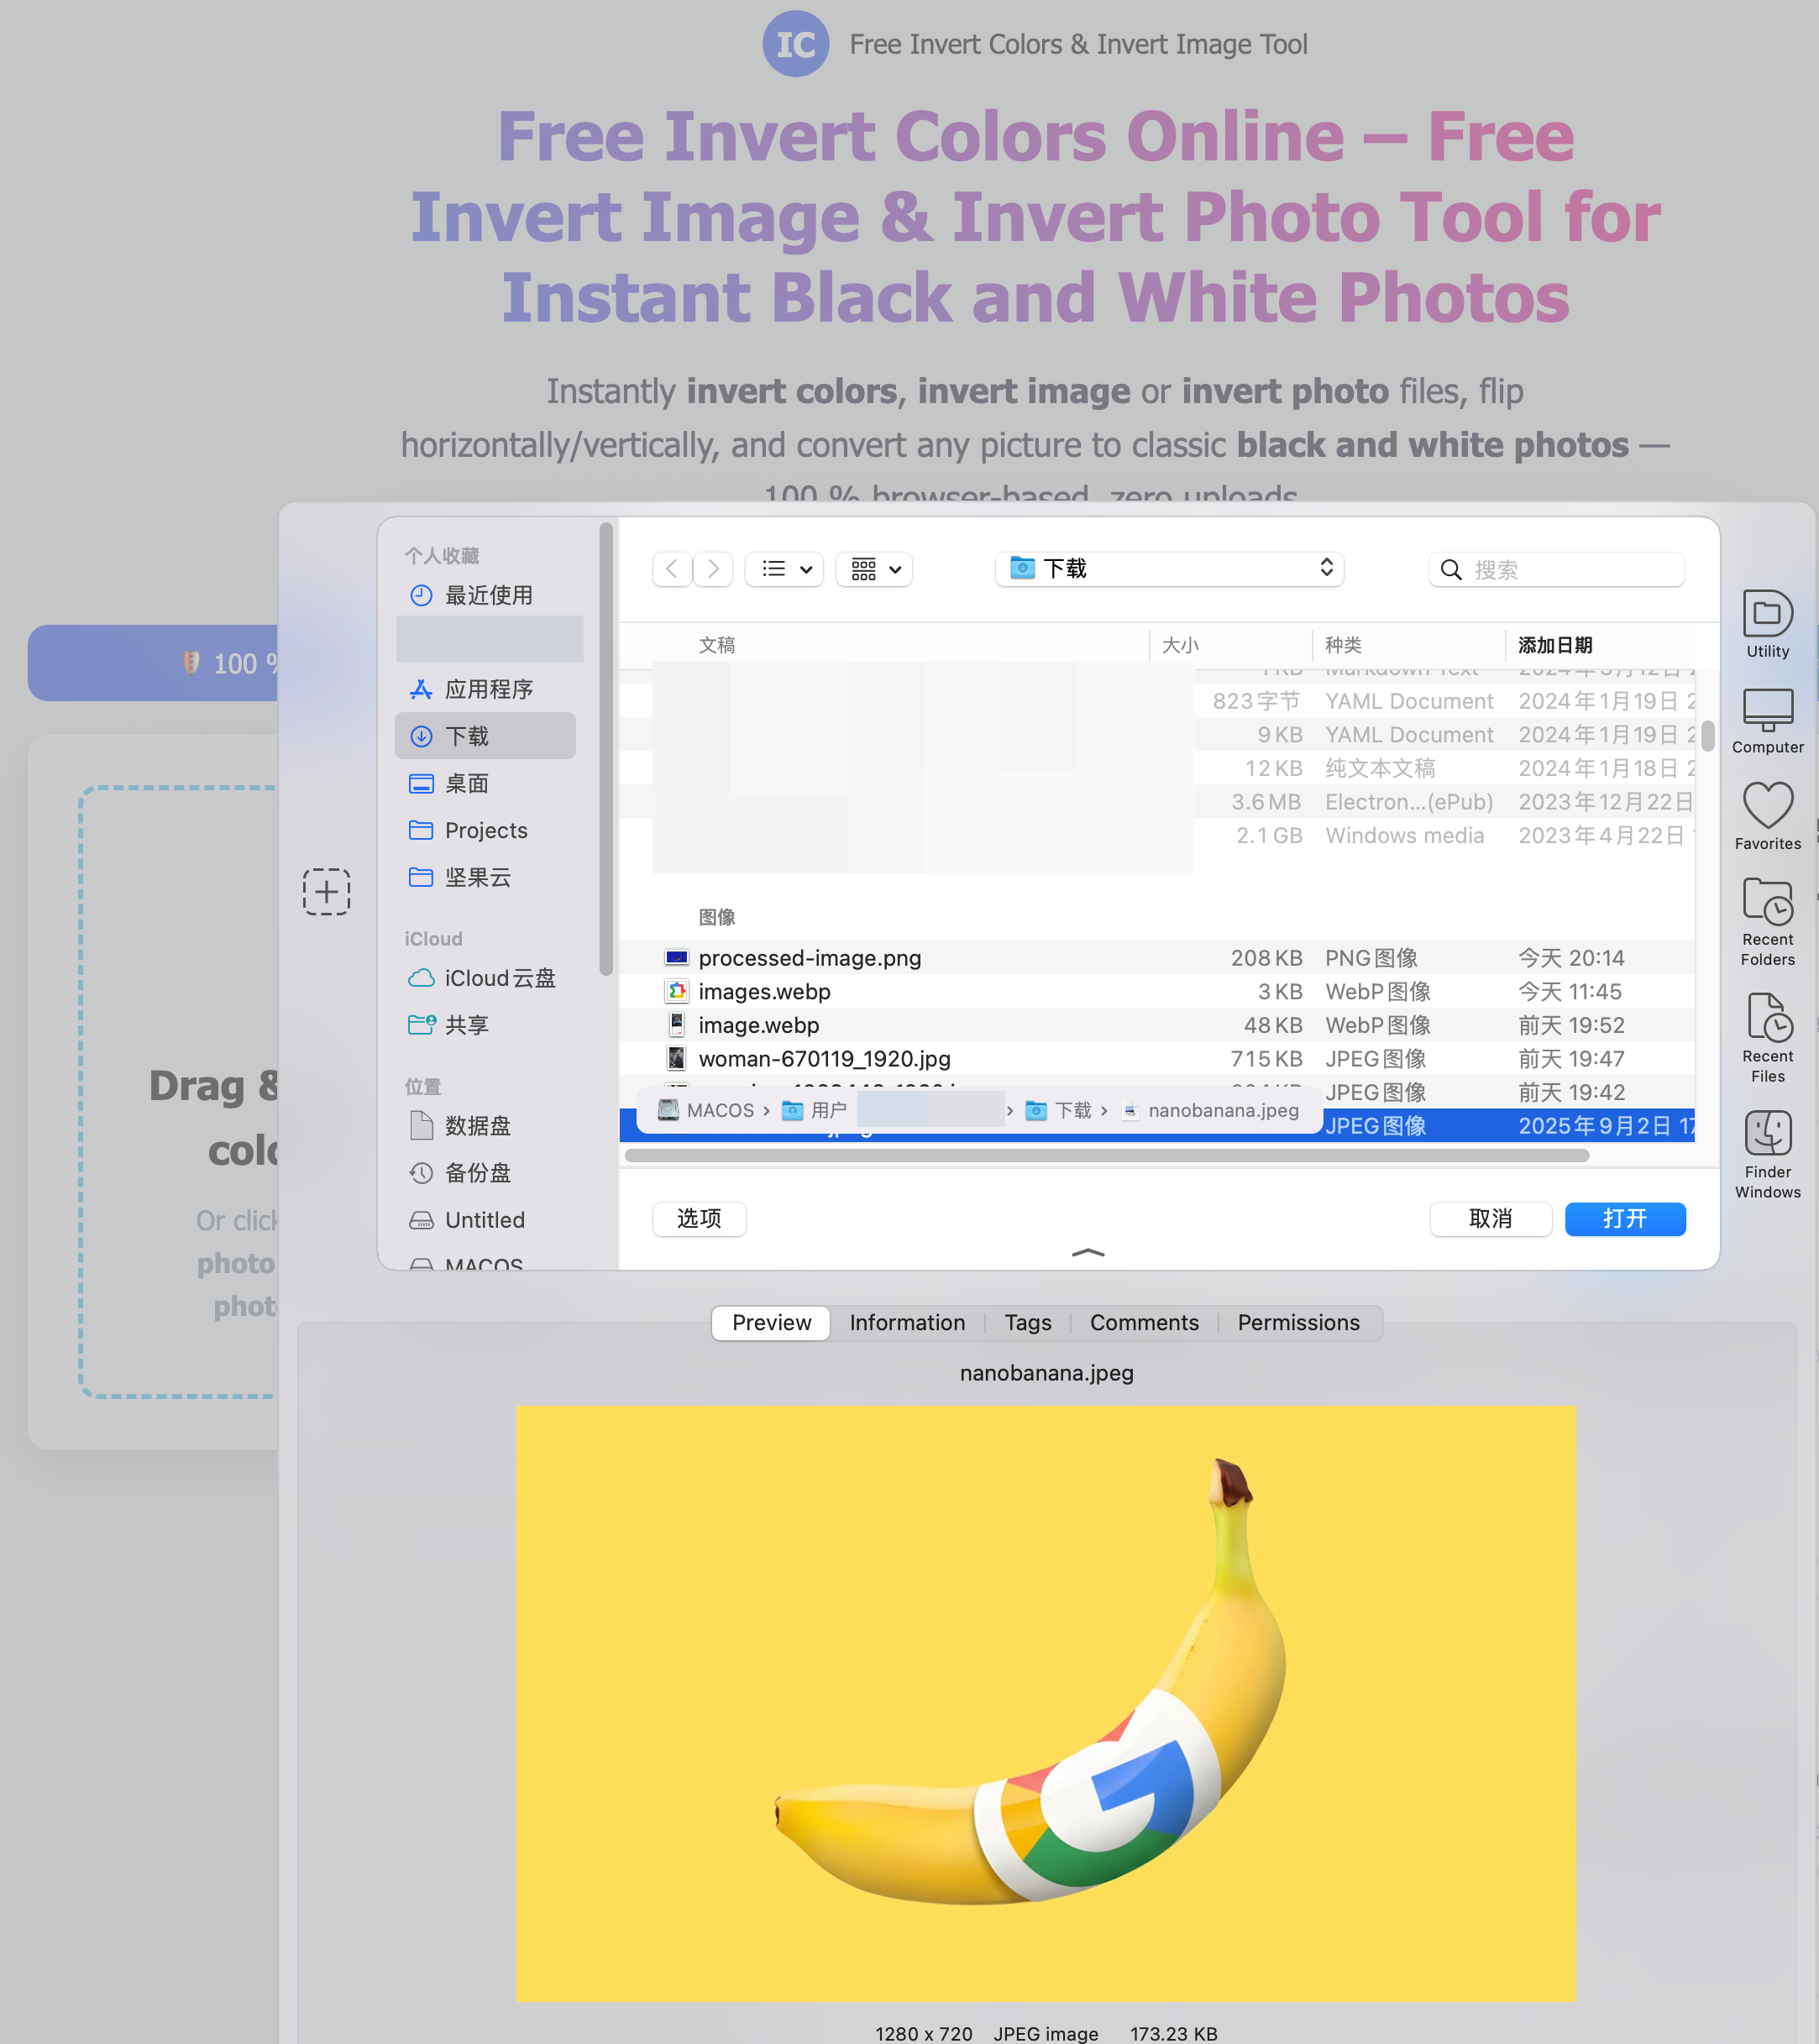 IC Free Invert Colors & Invert Image Tool
Free Invert Colors Online — Free
Invert Image & Invert Photo Tool for
Instant Black and White Photos
Instantly invert colors, invert image or invert photo files, flip
horizontally/vertically, and convert any picture to classic black and white photos —
100 % browser-based, zero uploads
100 %
Drag &
Or click
photo
个人收藏
最近使用
应用程序
下载
桌面
Projects
坚果云
iCloud
iCloud云盘
共享
位置
数据盘
备份盘
Untitled
MACOS
下载
搜索
文稿 大小 种类 添加日期
1 KB Markdown Text
823字节 YAML Document 2024年1月19日 2
9 KB YAML Document 2024年1月19日 2
12 KB 纯文本文稿 2024年1月18日 2
3.6 MB Electron...(ePub) 2023年12月22日
2.1 GB Windows media 2023年4月22日
图像
processed-image.png 208 KB PNG图像 今天 20:14
images.webp 3 KB WebP图像 今天 11:45
image.webp 48 KB WebP图像 前天 19:52
woman-670119_1920.jpg 715 KB JPEG图像 前天 19:47
JPEG图像 前天 19:42
MACOS › 用户 › 下载 › nanobanana.jpeg
JPEG图像 2025年9月2日 17
选项 取消 打开
Utility
Computer
Favorites
Recent
Folders
Recent
Files
Finder
Windows
Preview Information Tags Comments Permissions
nanobanana.jpeg
G
1280 x 720 JPEG image 173.23 KB